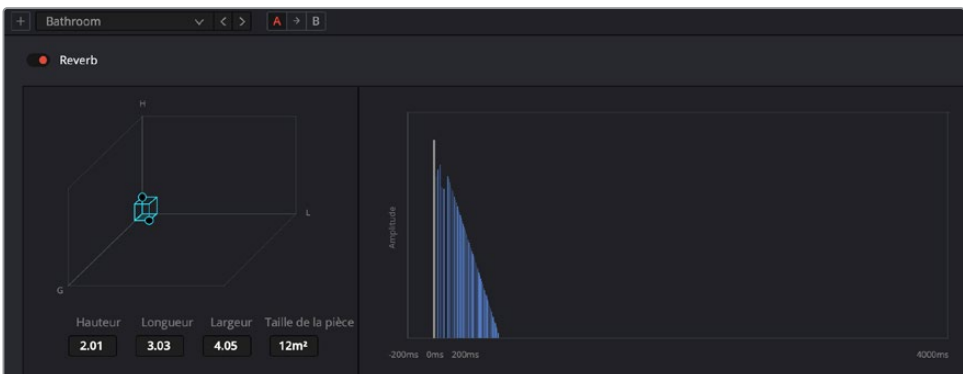 + Bathroom < > A → B
Reverb
H
L
G
Amplitude
Hauteur Longueur Largeur Taille de la pièce
2.01 3.03 4.05 12m²
-200ms 0ms 200ms 4000ms